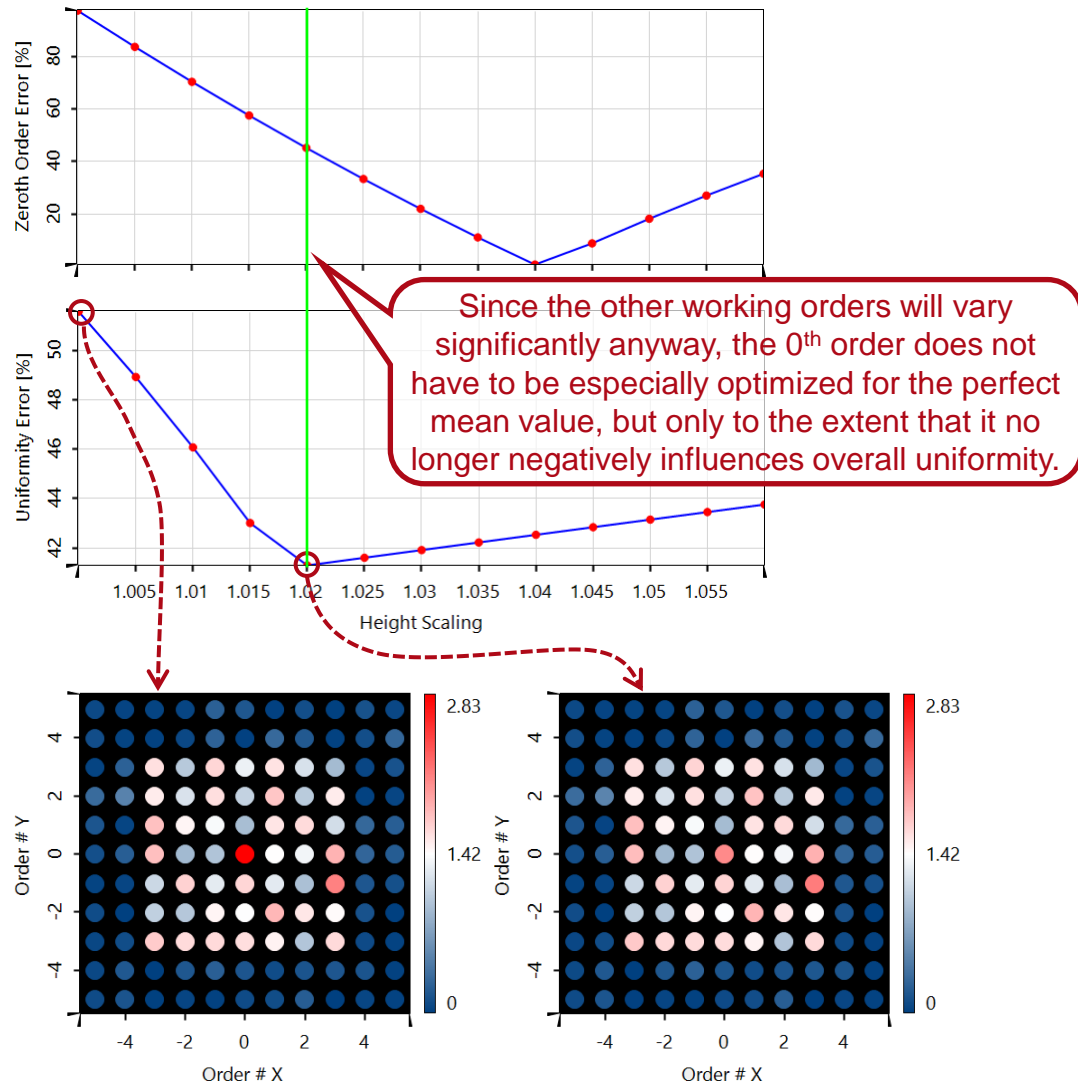 Zeroth Order Error [%]
80
60
40
20
Since the other working orders will vary
significantly anyway, the 0th order does not
have to be especially optimized for the perfect
mean value, but only to the extent that it no
longer negatively influences overall uniformity.
Uniformity Error [%]
50
48
46
44
42
1.005 1.01 1.015 1.02 1.025 1.03 1.035 1.04 1.045 1.05 1.055
Height Scaling
Order # Y
4
2
0
-2
-4
-4 -2 0 2 4
Order # X
2.83
1.42
0
Order # Y
4
2
0
-2
-4
-4 -2 0 2 4
Order # X
2.83
1.42
0